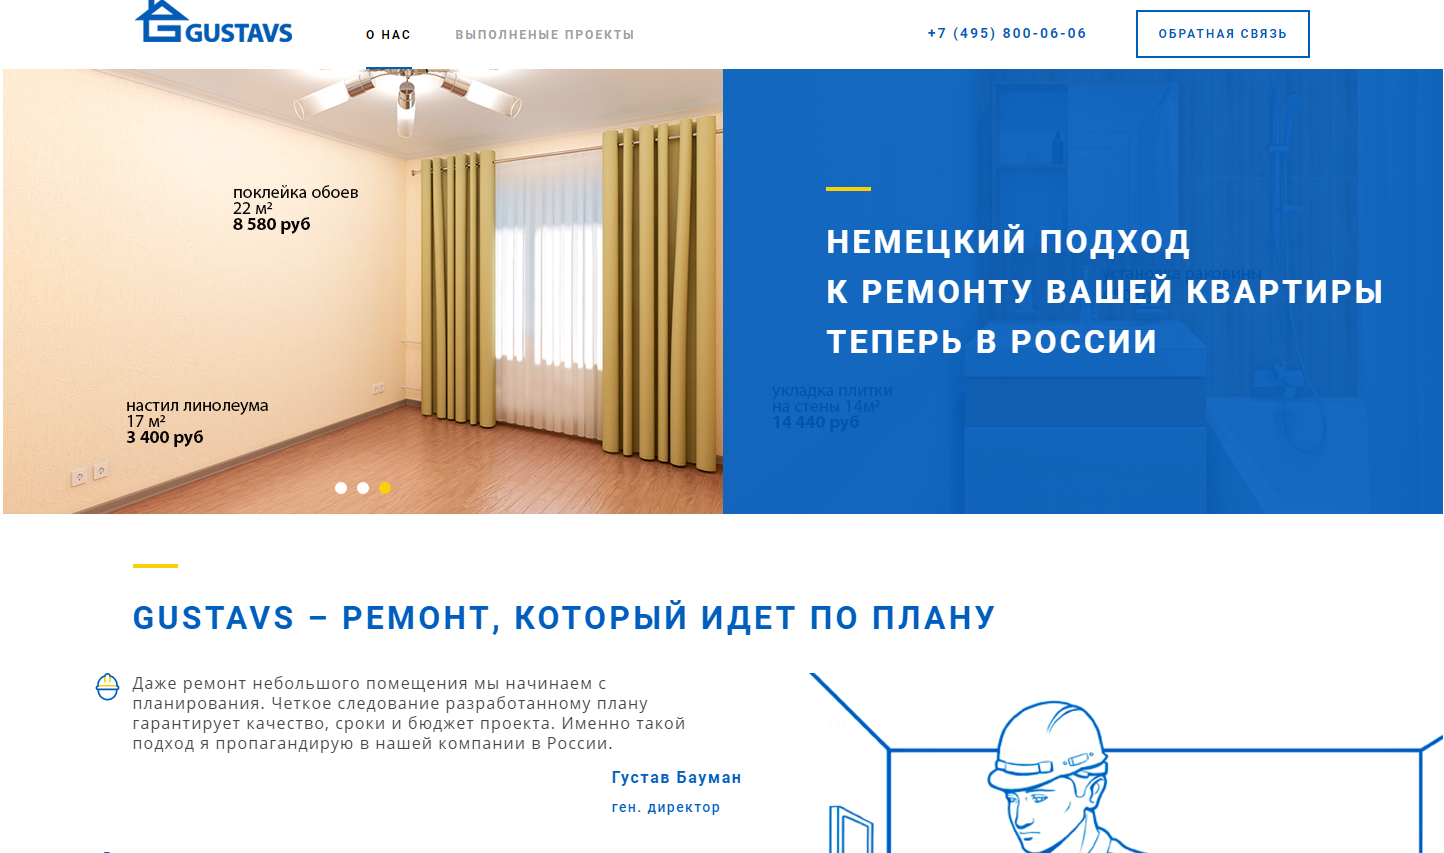 GUSTAVS
О НАС
ВЫПОЛНЕНЫЕ ПРОЕКТЫ
+7 (495) 800-06-06
ОБРАТНАЯ СВЯЗЬ
поклейка обоев
22 м²
8 580 руб
настил линолеума
17 м²
3 400 руб
НЕМЕЦКИЙ ПОДХОД
К РЕМОНТУ ВАШЕЙ КВАРТИРЫ
ТЕПЕРЬ В РОССИИ
установка раковины
укладка плитки
на стены 14м²
14 440 руб
GUSTAVS – РЕМОНТ, КОТОРЫЙ ИДЕТ ПО ПЛАНУ
Даже ремонт небольшого помещения мы начинаем с
планирования. Четкое следование разработанному плану
гарантирует качество, сроки и бюджет проекта. Именно такой
подход я пропагандирую в нашей компании в России.
Густав Бауман
ген. директор